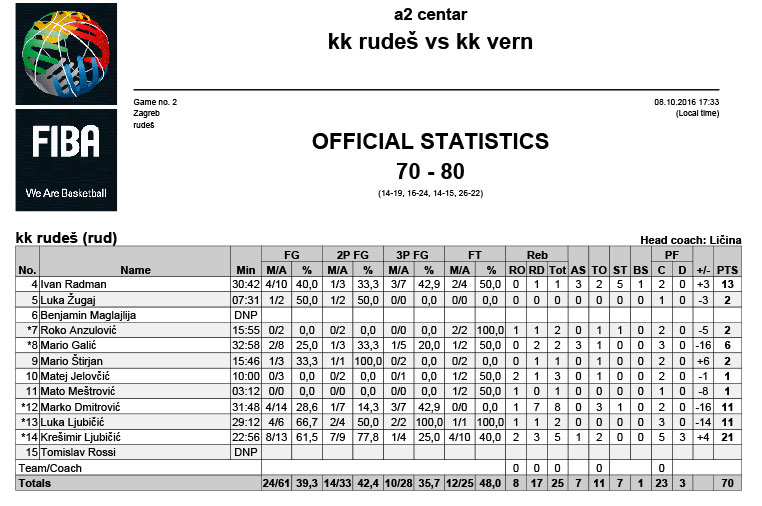 a2 centar
kk rudeš vs kk vern
Game no. 2
08.10.2016 17:33
Zagreb
(Local time)
rudeš
FIBA
We Are Basketball
OFFICIAL STATISTICS
70 - 80
(14-19, 16-24, 14-15, 26-22)
kk rudeš (rud)
Head coach: Ličina
FG 2P FG 3P FG FT Reb PF
No. Name Min M/A % M/A % M/A % M/A % RO RD Tot AS TO ST BS C D +/- PTS
4 Ivan Radman 30:42 4/10 40,0 1/3 33,3 3/7 42,9 2/4 50,0 0 1 1 3 2 5 1 2 0 +3 13
5 Luka Žugaj 07:31 1/2 50,0 1/2 50,0 0/0 0,0 0/0 0,0 0 0 0 0 0 0 0 1 0 -3 2
6 Benjamin Maglajlija DNP
*7 Roko Anzulović 15:55 0/2 0,0 0/2 0,0 0/0 0,0 2/2 100,0 1 1 2 0 1 1 0 2 0 -5 2
*8 Mario Galić 32:58 2/8 25,0 1/3 33,3 1/5 20,0 1/2 50,0 0 2 2 3 1 0 0 3 0 -16 6
9 Mario Štirjan 15:46 1/3 33,3 1/1 100,0 0/2 0,0 0/0 0,0 0 1 1 0 1 0 0 2 0 +6 2
10 Matej Jelovčić 10:00 0/3 0,0 0/2 0,0 0/1 0,0 1/2 50,0 2 1 3 0 1 0 0 2 0 -1 1
11 Mato Meštrović 03:12 0/0 0,0 0/0 0,0 0/0 0,0 1/2 50,0 1 0 1 0 0 0 0 1 0 -8 1
*12 Marko Dmitrović 31:48 4/14 28,6 1/7 14,3 3/7 42,9 0/0 0,0 1 7 8 0 3 1 0 2 0 -16 11
*13 Luka Ljubičić 29:12 4/6 66,7 2/4 50,0 2/2 100,0 1/1 100,0 1 1 2 0 0 0 0 3 0 -14 11
*14 Krešimir Ljubičić 22:56 8/13 61,5 7/9 77,8 1/4 25,0 4/10 40,0 2 3 5 1 2 0 0 5 3 +4 21
15 Tomislav Rossi DNP
Team/Coach 0 0 0 0 0
Totals 24/61 39,3 14/33 42,4 10/28 35,7 12/25 48,0 8 17 25 7 11 7 1 23 3 70